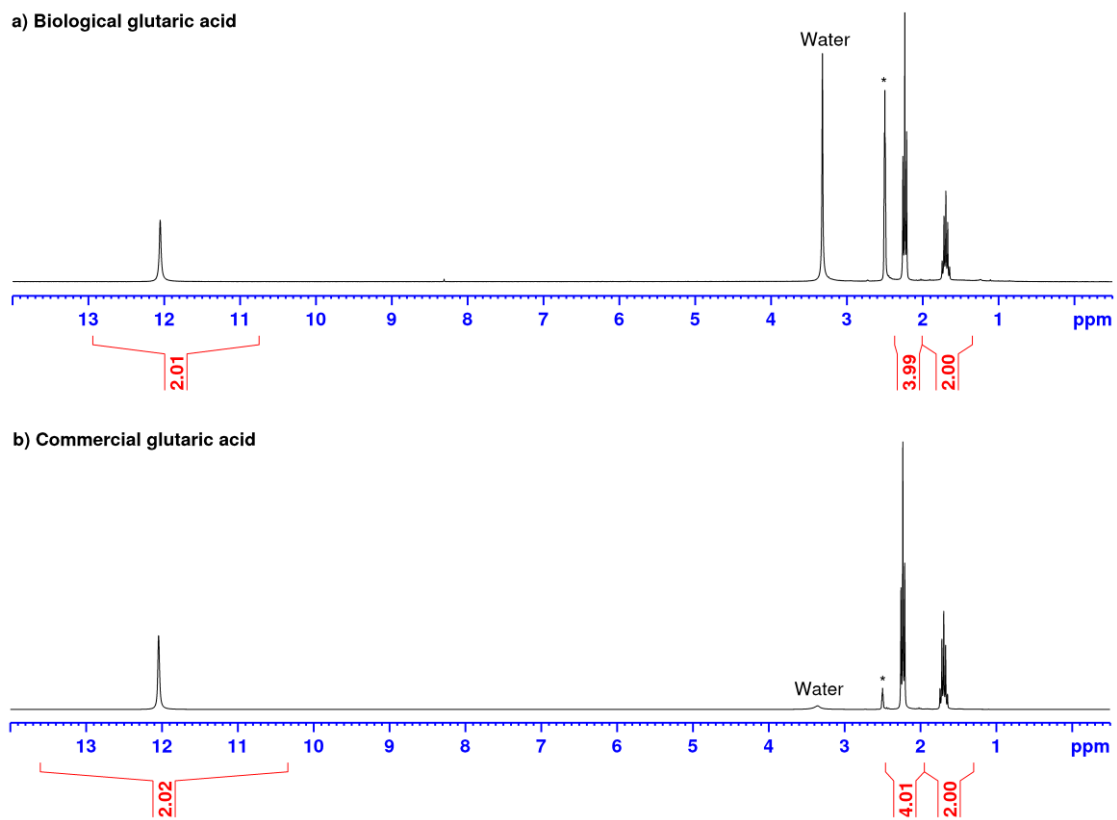 a) Biological glutaric acid
Water
*
13 12 11 10 9 8 7 6 5 4 3 2 1 ppm
2.01 3.99 2.00
b) Commercial glutaric acid
Water
*
13 12 11 10 9 8 7 6 5 4 3 2 1 ppm
2.02 4.01 2.00